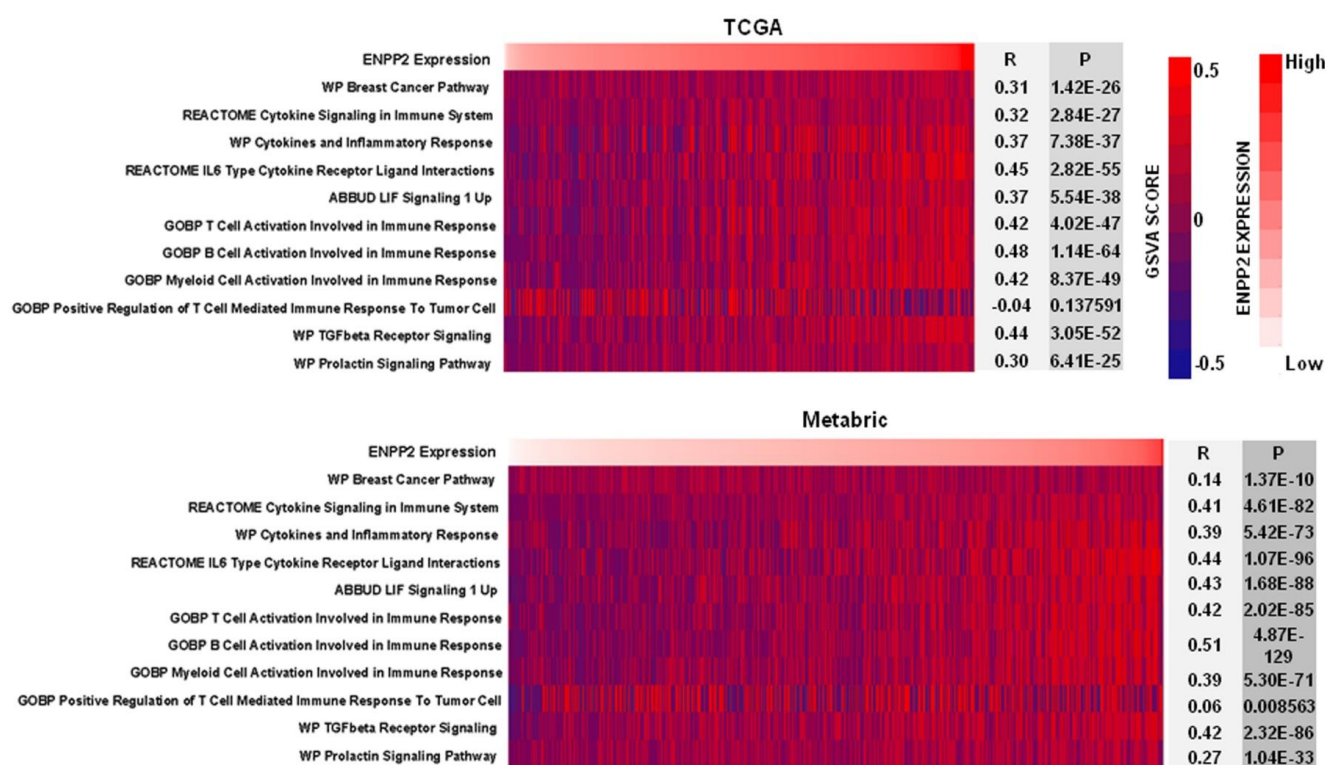 TCGA
ENPP2 Expression R P
WP Breast Cancer Pathway 0.31 1.42E-26
REACTOME Cytokine Signaling in Immune System 0.32 2.84E-27
WP Cytokines and Inflammatory Response 0.37 7.38E-37
REACTOME IL6 Type Cytokine Receptor Ligand Interactions 0.45 2.82E-55
ABBUD LIF Signaling 1 Up 0.37 5.54E-38
GOBP T Cell Activation Involved in Immune Response 0.42 4.02E-47
GOBP B Cell Activation Involved in Immune Response 0.48 1.14E-64
GOBP Myeloid Cell Activation Involved in Immune Response 0.42 8.37E-49
GOBP Positive Regulation of T Cell Mediated Immune Response To Tumor Cell -0.04 0.137591
WP TGFbeta Receptor Signaling 0.44 3.05E-52
WP Prolactin Signaling Pathway 0.30 6.41E-25
GSVA SCORE
0.5
0
-0.5
ENPP2 EXPRESSION
High
Low
Metabric
ENPP2 Expression R P
WP Breast Cancer Pathway 0.14 1.37E-10
REACTOME Cytokine Signaling in Immune System 0.41 4.61E-82
WP Cytokines and Inflammatory Response 0.39 5.42E-73
REACTOME IL6 Type Cytokine Receptor Ligand Interactions 0.44 1.07E-96
ABBUD LIF Signaling 1 Up 0.43 1.68E-88
GOBP T Cell Activation Involved in Immune Response 0.42 2.02E-85
GOBP B Cell Activation Involved in Immune Response 0.51 4.87E-
129
GOBP Myeloid Cell Activation Involved in Immune Response 0.39 5.30E-71
GOBP Positive Regulation of T Cell Mediated Immune Response To Tumor Cell 0.06 0.008563
WP TGFbeta Receptor Signaling 0.42 2.32E-86
WP Prolactin Signaling Pathway 0.27 1.04E-33